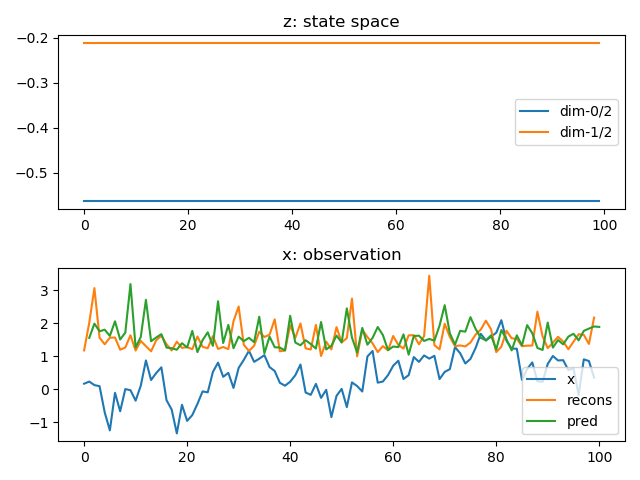 z: state space
−0.2
−0.3
−0.4
−0.5
dim-0/2
dim-1/2
0 20 40 60 80 100
x: observation
3
2
1
0
−1
x
recons
pred
0 20 40 60 80 100